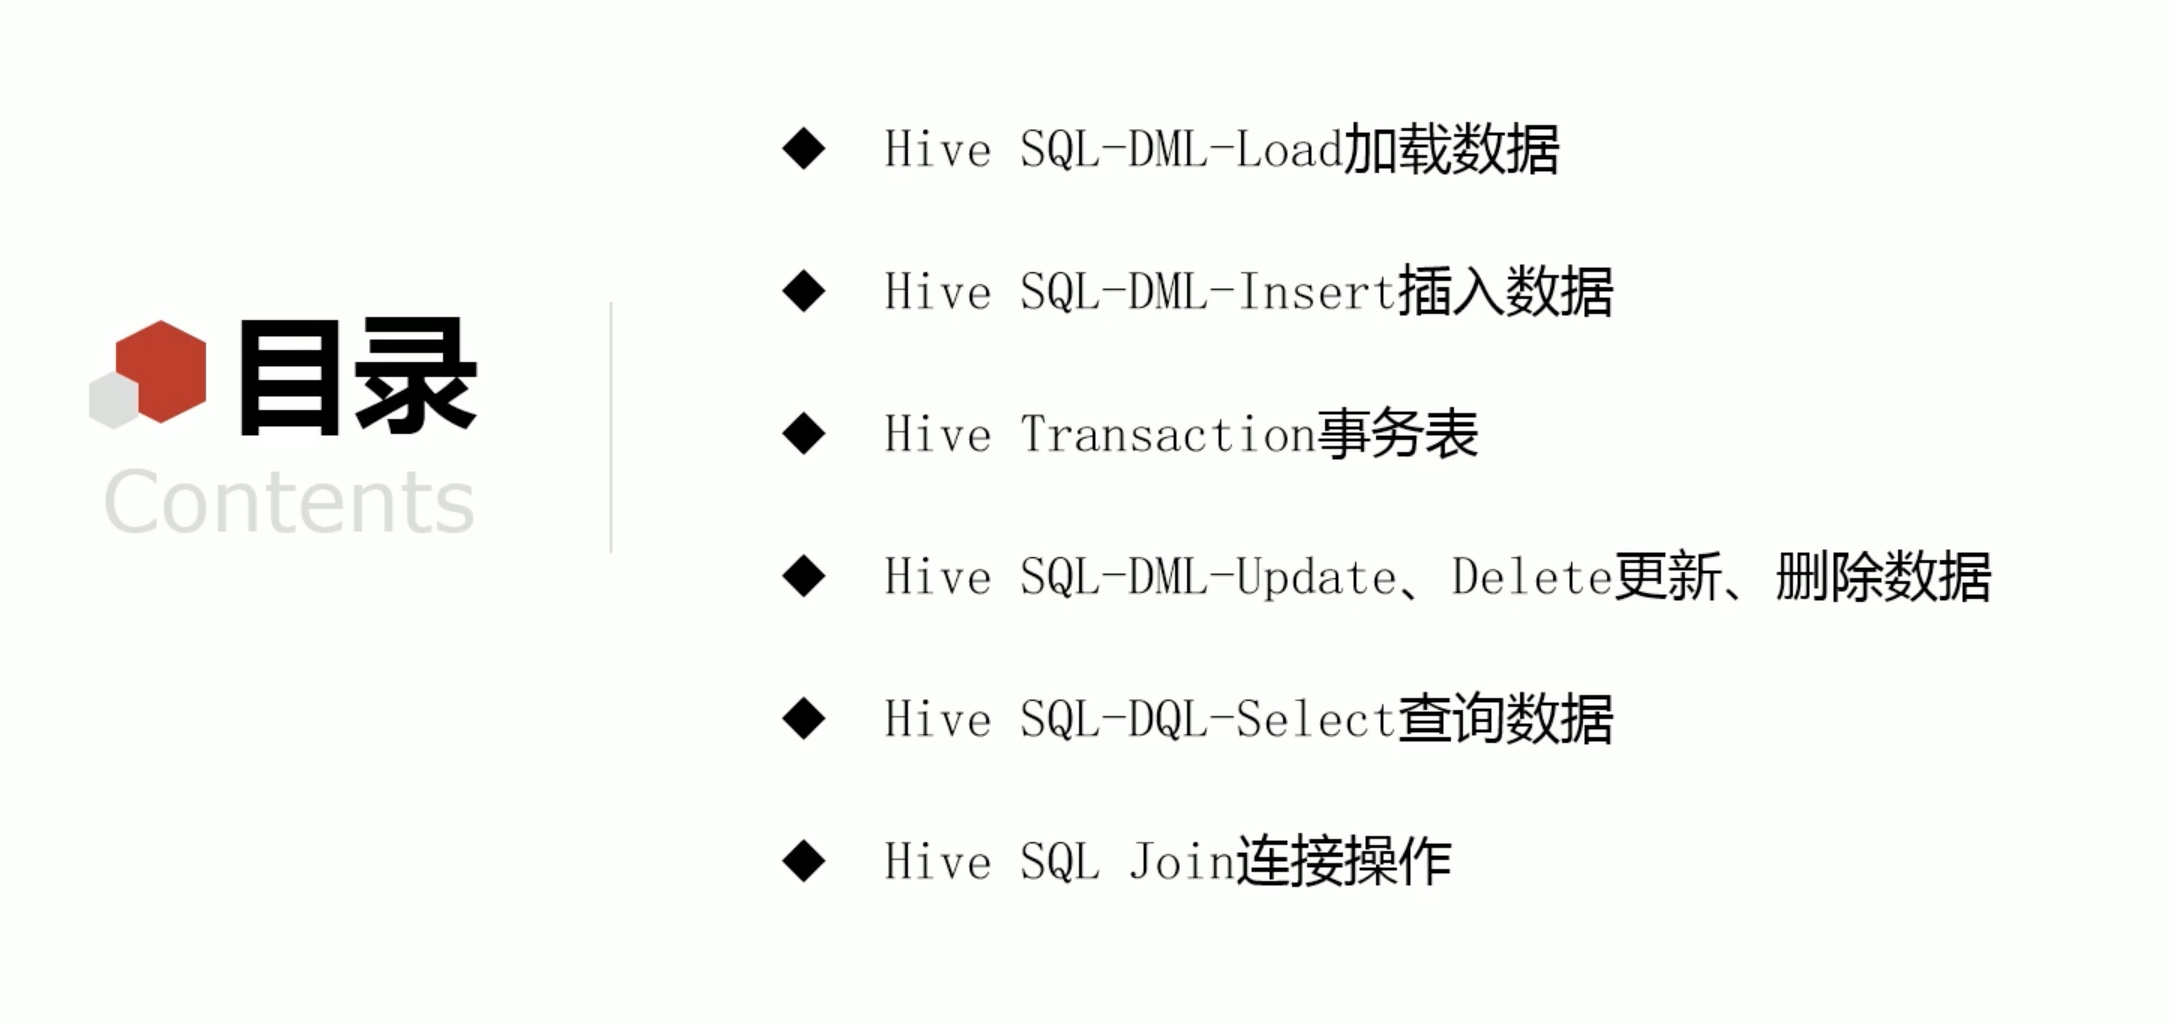 目录
Contents
Hive SQL-DML-Load加载数据
Hive SQL-DML-Insert插入数据
Hive Transaction事务表
Hive SQL-DML-Update、Delete更新、删除数据
Hive SQL-DQL-Select查询数据
Hive SQL Join连接操作